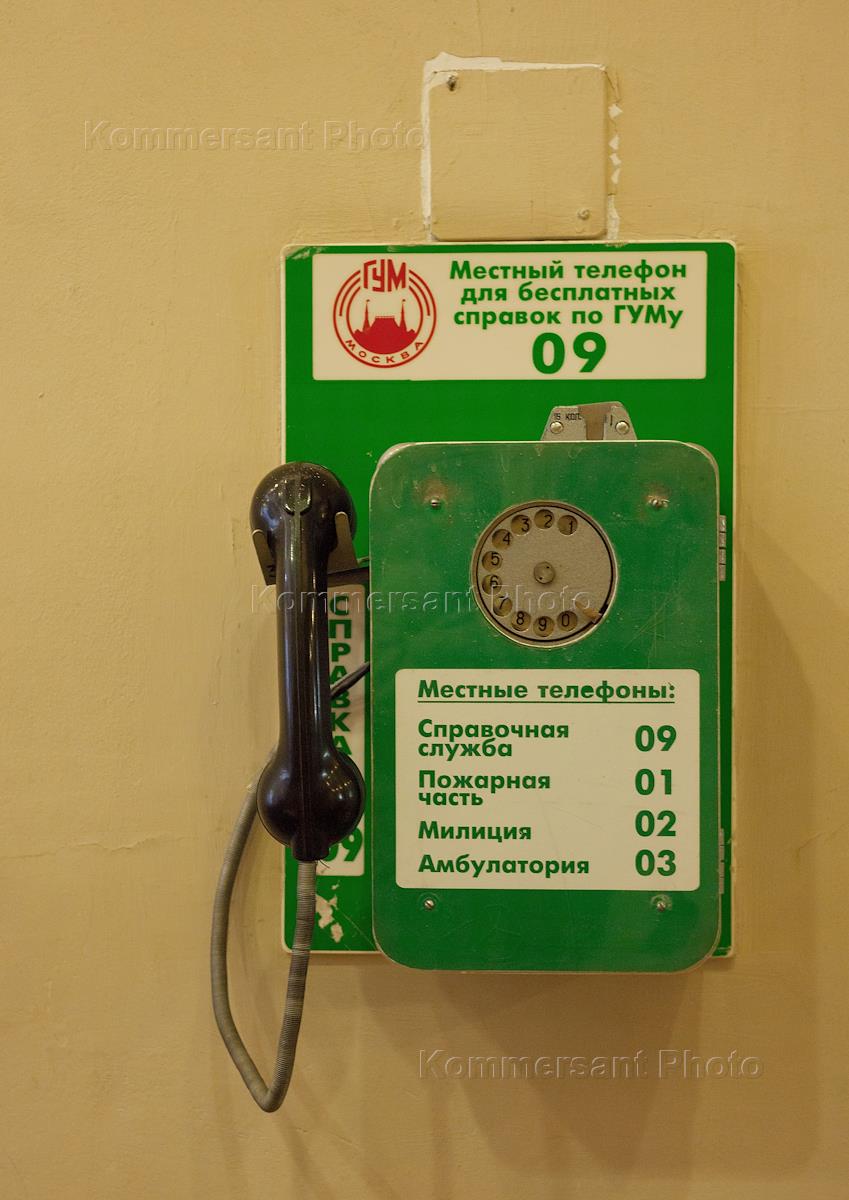 Kommersant Photo
ГУМ
МОСКВА
Местный телефон
для бесплатных
справок по ГУМу
09
15 КОП.
1
2
3
4
5
6
7
8
9
0
Kommersant Photo
СПРАВКА
09
Местные телефоны:
Справочная
служба 09
Пожарная
часть 01
Милиция 02
Амбулатория 03
Kommersant Photo